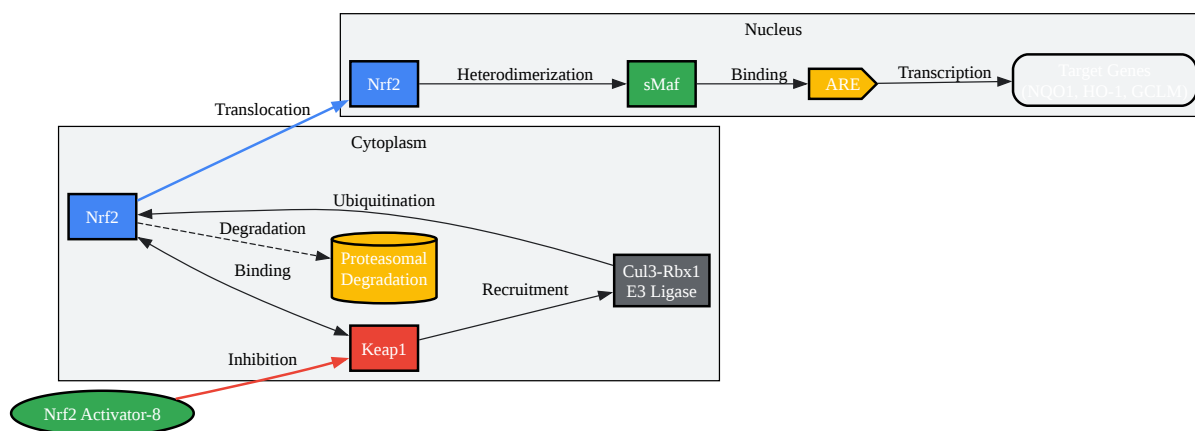 Nucleus
Nrf2
Heterodimerization
sMaf
Binding
ARE
Transcription
Target Genes
(NQO1, HO-1, GCLM)
Translocation
Cytoplasm
Nrf2
Ubiquitination
Degradation
Proteasomal
Degradation
Binding
Cul3-Rbx1
E3 Ligase
Recruitment
Keap1
Inhibition
Nrf2 Activator-8